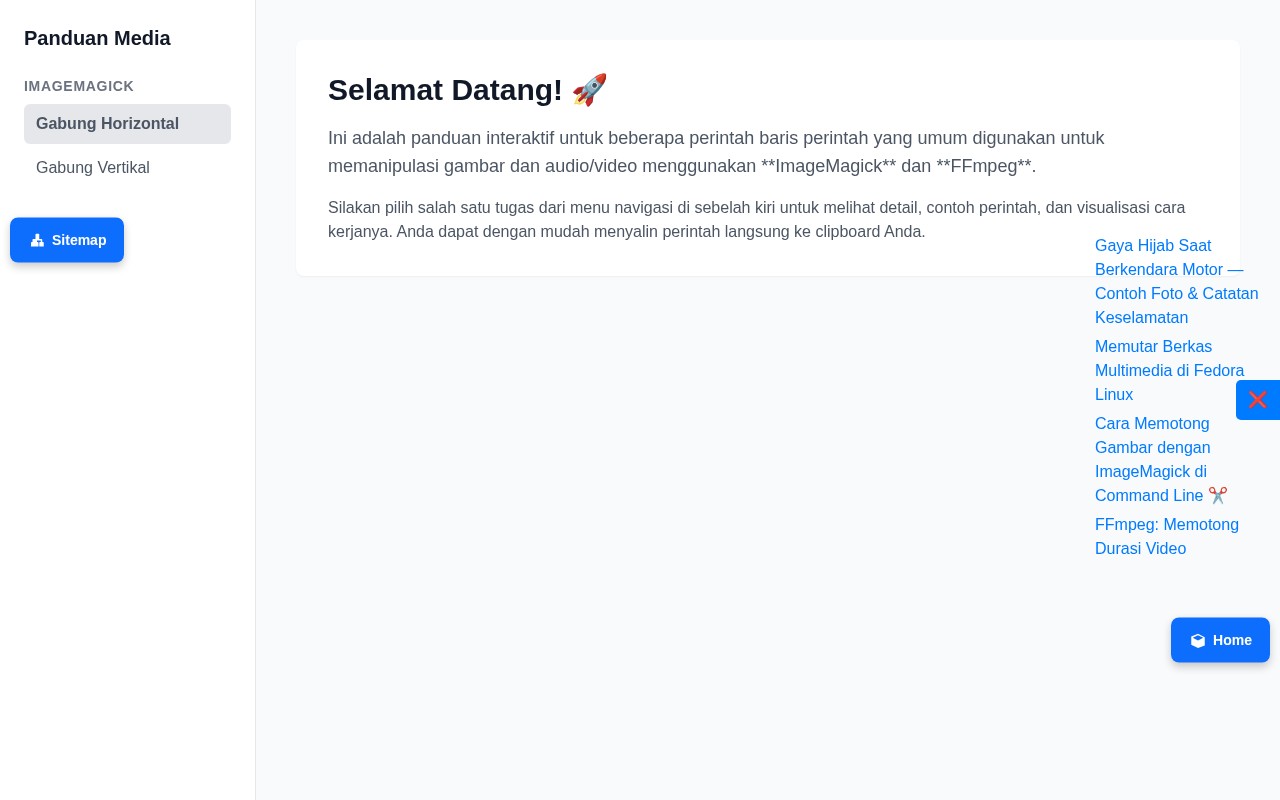 Panduan Media
IMAGEMAGICK
Gabung Horizontal
Gabung Vertikal
Sitemap
Selamat Datang! 🚀
Ini adalah panduan interaktif untuk beberapa perintah baris perintah yang umum digunakan untuk
memanipulasi gambar dan audio/video menggunakan **ImageMagick** dan **FFmpeg**.
Silakan pilih salah satu tugas dari menu navigasi di sebelah kiri untuk melihat detail, contoh perintah, dan visualisasi cara
kerjanya. Anda dapat dengan mudah menyalin perintah langsung ke clipboard Anda.
Gaya Hijab Saat
Berkendara Motor —
Contoh Foto & Catatan
Keselamatan
Memutar Berkas
Multimedia di Fedora
Linux
❌
Cara Memotong
Gambar dengan
ImageMagick di
Command Line ✂️
FFmpeg: Memotong
Durasi Video
Home